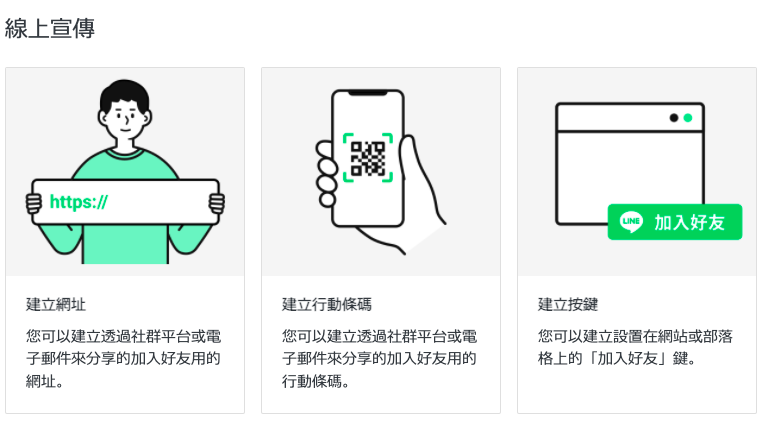 線上宣傳
https://
LINE 加入好友
建立網址
您可以建立透過社群平台或電
子郵件來分享的加入好友用的
網址。
建立行動條碼
您可以建立透過社群平台或電
子郵件來分享的加入好友用的
行動條碼。
建立按鍵
您可以建立設置在網站或部落
格上的「加入好友」鍵。